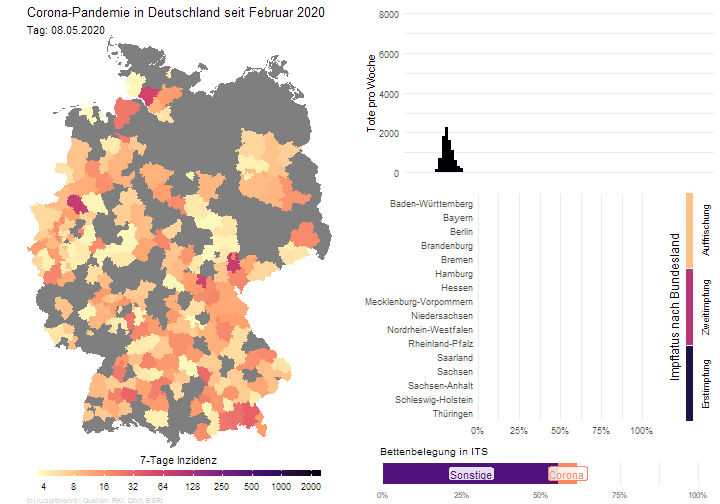 Corona-Pandemie in Deutschland seit Februar 2020
Tag: 08.05.2020
7-Tage Inzidenz
4 8 16 32 64 128 250 500 1000 2000
Tote pro Woche
8000
6000
4000
2000
0
Baden-Württemberg
Bayern
Berlin
Brandenburg
Bremen
Hamburg
Hessen
Mecklenburg-Vorpommern
Niedersachsen
Nordrhein-Westfalen
Rheinland-Pfalz
Saarland
Sachsen
Sachsen-Anhalt
Schleswig-Holstein
Thüringen
0% 25% 50% 75% 100%
Impfstatus nach Bundesland
Auffrischung
Zweitimpfung
Erstimpfung
Bettenbelegung in ITS
Sonstige
Corona
0% 25% 50% 75% 100%
Quellen: RKI, DIVI, ESRI